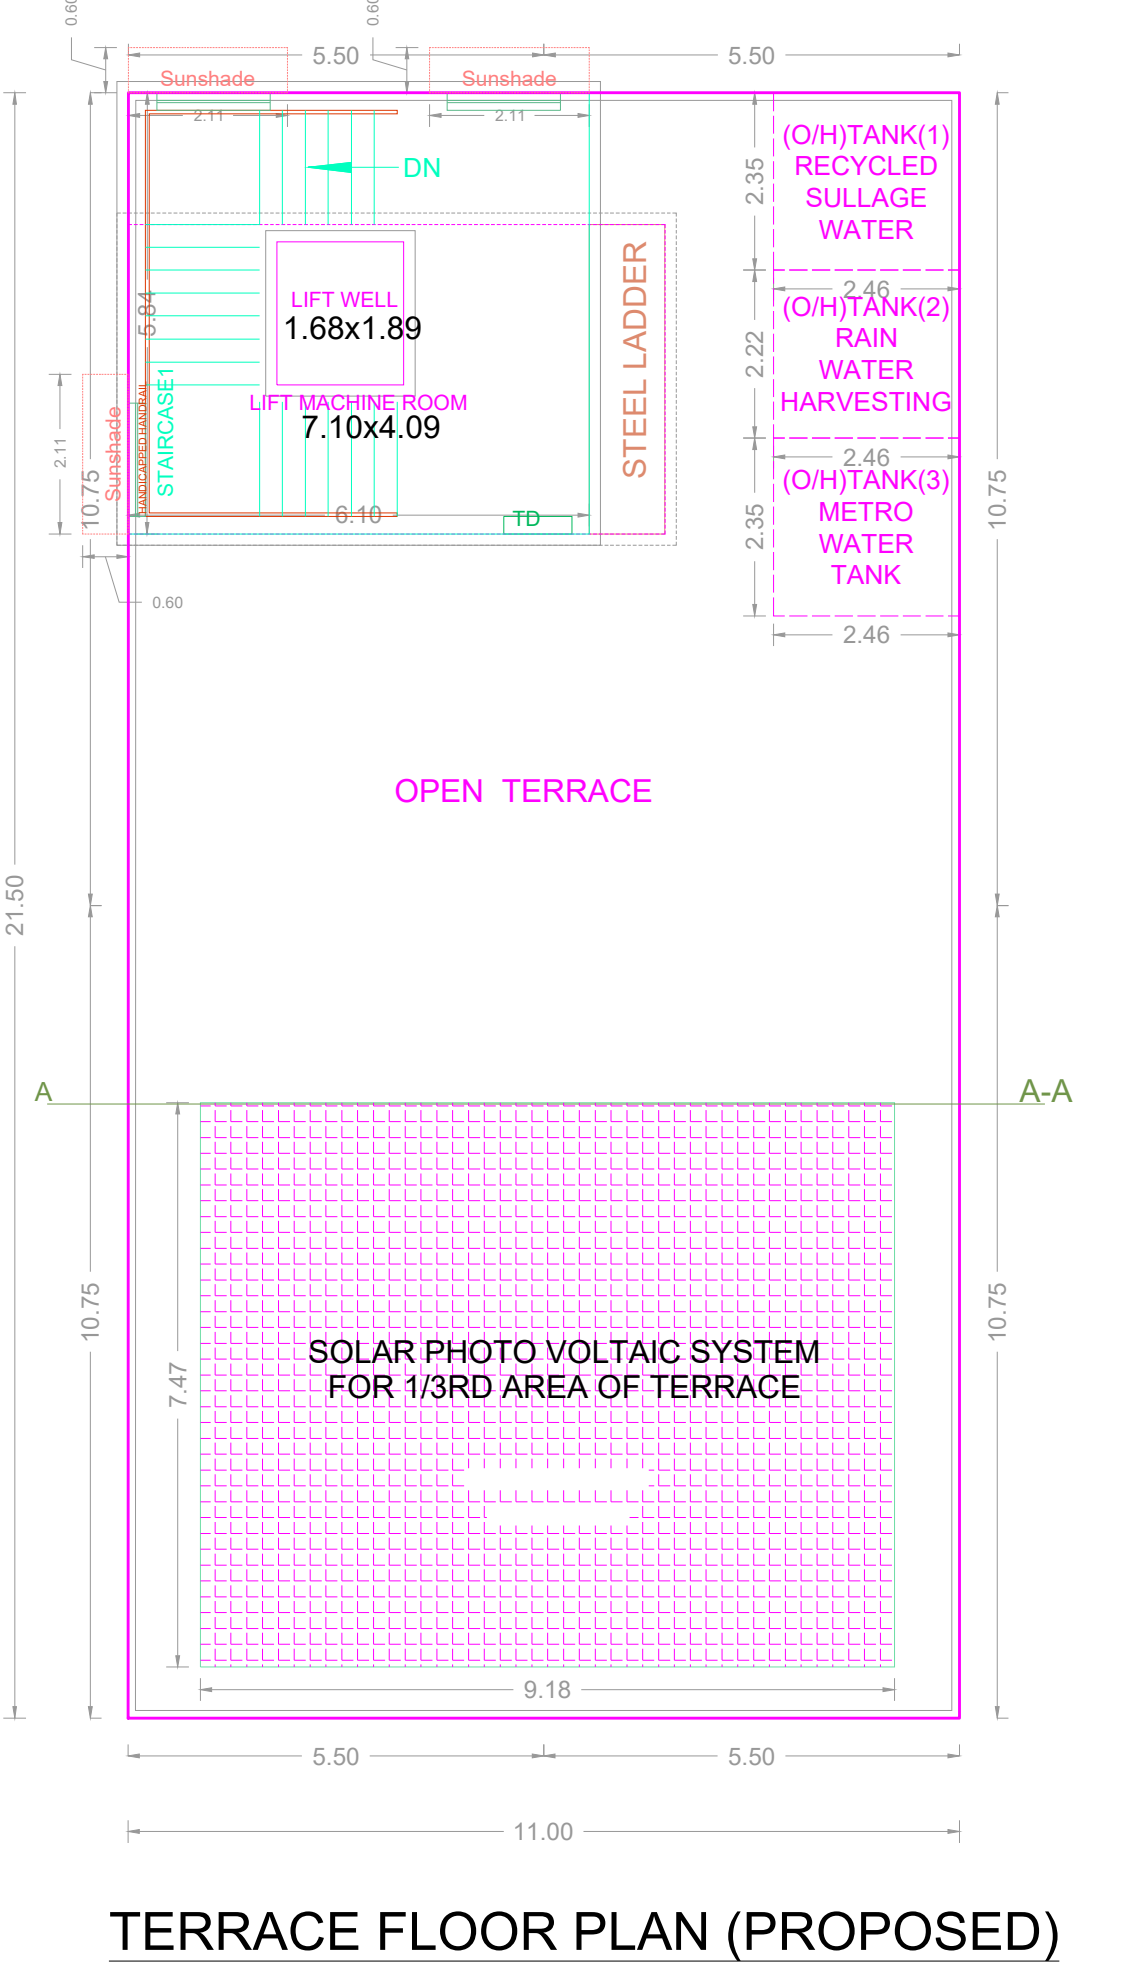 0.60
0.60
5.50
5.50
Sunshade
Sunshade
2.11
2.11
DN
(O/H)TANK(1)
RECYCLED
SULLAGE
WATER
2.35
2.46
(O/H)TANK(2)
RAIN
WATER
HARVESTING
2.22
2.46
(O/H)TANK(3)
METRO
WATER
TANK
2.35
2.46
LIFT WELL
1.68x1.89
LIFT MACHINE ROOM
7.10x4.09
STEEL LADDER
5.84
STAIRCASE1
HANDICAPPED HANDRAIL
Sunshade
2.11
10.75
10.75
6.10
TD
0.60
OPEN TERRACE
21.50
A
A-A
10.75
10.75
7.47
SOLAR PHOTO VOLTAIC SYSTEM
FOR 1/3RD AREA OF TERRACE
9.18
5.50
5.50
11.00
TERRACE FLOOR PLAN (PROPOSED)